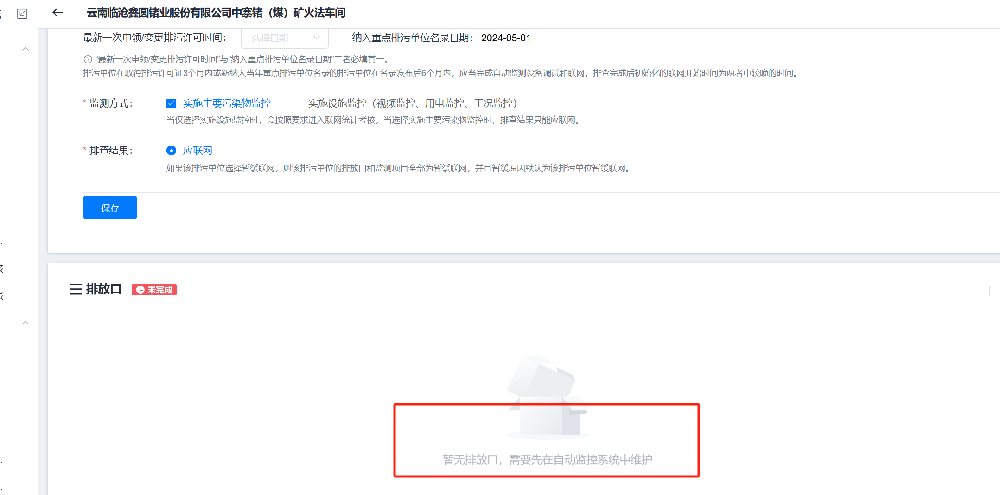 云南临沧鑫圆锗业股份有限公司中寨锗（煤）矿火法车间
最新一次申领/变更排污许可时间： 选择日期 纳入重点排污单位名录日期： 2024-05-01
“最新一次申领/变更排污许可时间”与“纳入重点排污单位名录日期”二者必填其一。
排污单位在取得排污许可证3个月内或新纳入当年重点排污单位名录的排污单位在名录发布后6个月内，应当完成自动监测设备调试和联网。排查完成后初始化的联网开始时间为两者中较晚的时间。
* 监测方式： 实施主要污染物监控 实施设施监控（视频监控、用电监控、工况监控）
当仅选择实施设施监控时，会按照要求进入联网统计考核。当选择实施主要污染物监控时，排查结果只能应联网。
* 排查结果： 应联网
如果该排污单位选择暂缓联网，则该排污单位的排放口和监测项目全部为暂缓联网，并且暂缓原因默认为该排污单位暂缓联网。
保存
排放口 未完成
暂无排放口，需要先在自动监控系统中维护